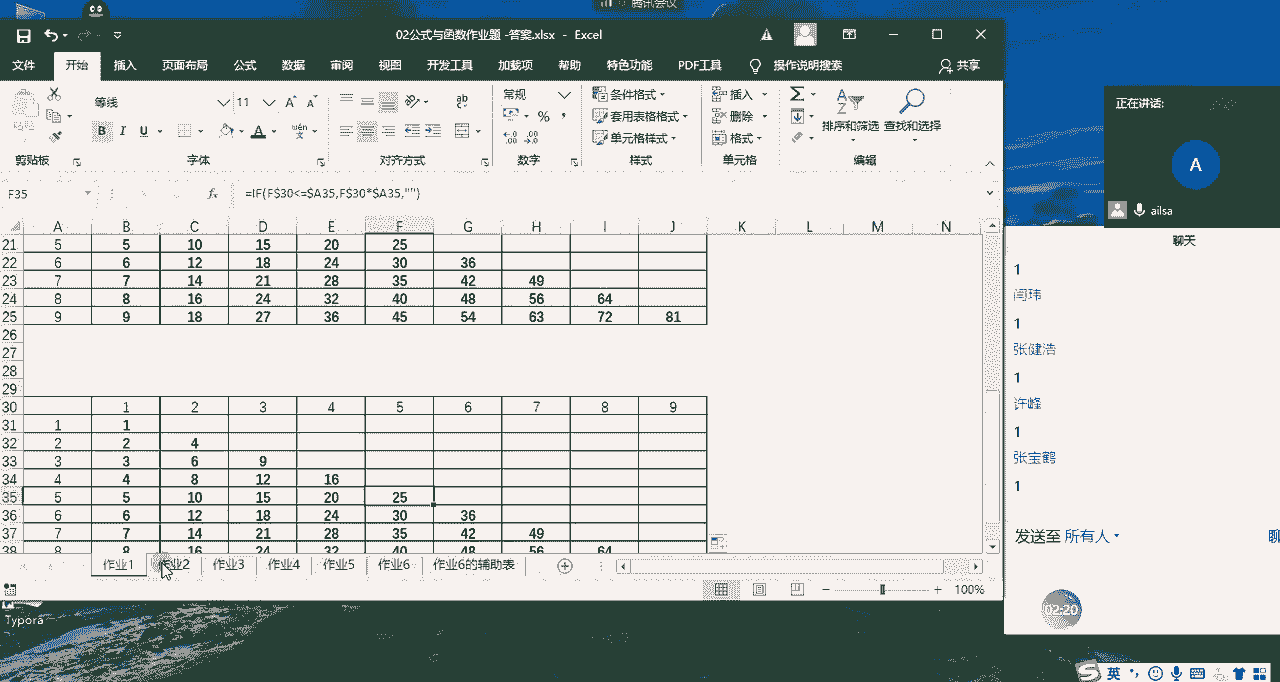 腾讯会议
02公式与函数作业题 -答案.xlsx - Excel
文件 开始 插入 页面布局 公式 数据 审阅 视图 开发工具 加载项 帮助 特色功能 PDF工具 操作说明搜索 共享
等线 11
常规
条件格式
套用表格格式
单元格样式
插入
删除
格式
排序和筛选 查找和选择
B I U
剪贴板 字体 对齐方式 数字 样式 单元格 编辑
F35 fx =IF(F$30<=$A35,F$30*$A35,"")
A B C D E F G H I J K L M N
21 5 5 10 15 20 25
22 6 6 12 18 24 30 36
23 7 7 14 21 28 35 42 49
24 8 8 16 24 32 40 48 56 64
25 9 9 18 27 36 45 54 63 72 81
26
27
28
29
30 1 2 3 4 5 6 7 8 9
31 1 1
32 2 2 4
33 3 3 6 9
34 4 4 8 12 16
35 5 5 10 15 20 25
36 6 6 12 18 24 30 36
37 7 7 14 21 28 35 42 49
38 8 8 16 24 32 40 48 56 64
作业1 作业2 作业3 作业4 作业5 作业6 作业6的辅助表
100%
Typora
正在讲话:
A
ailsa
聊天
1
闫玮
1
张健浩
1
许峰
1
张宝鹤
1
发送至 所有人
02:20
英